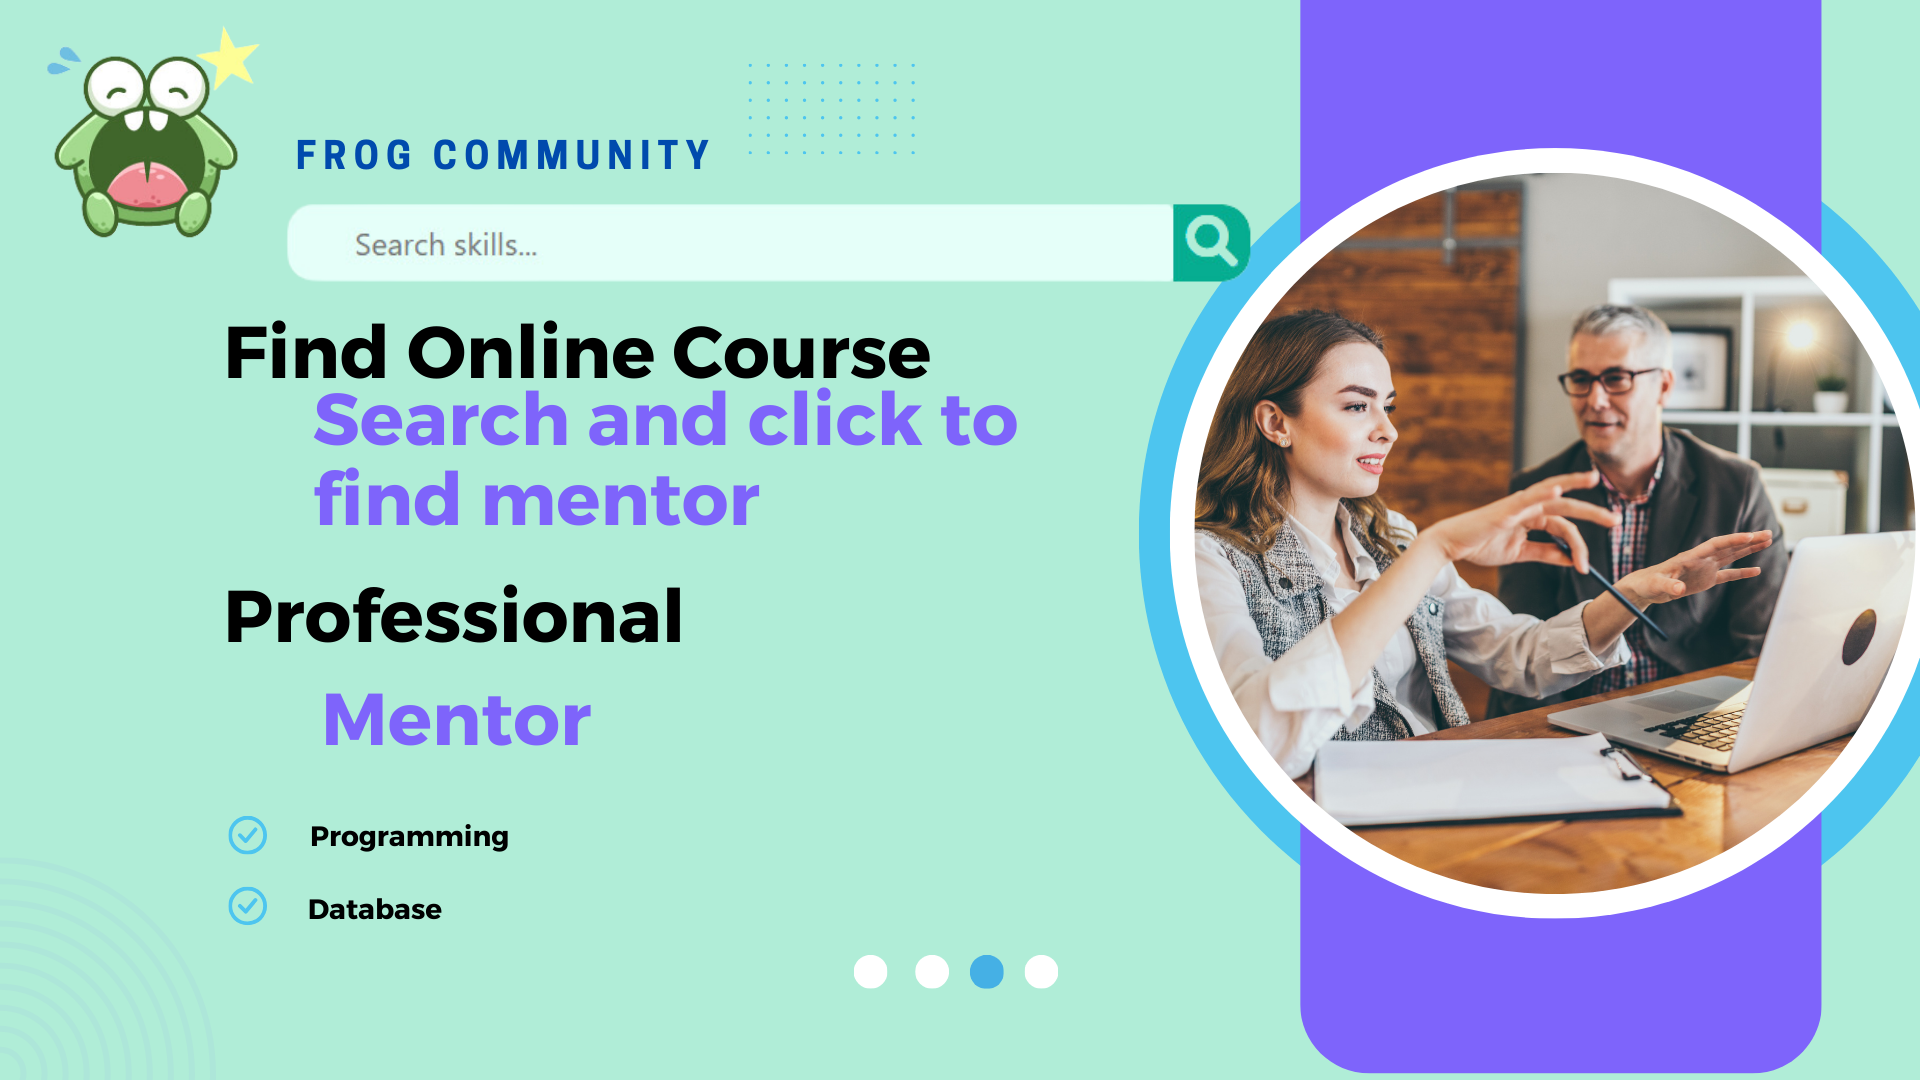 FROG COMMUNITY
Search skills...
Find Online Course
Search and click to
find mentor
Professional
Mentor
Programming
Database